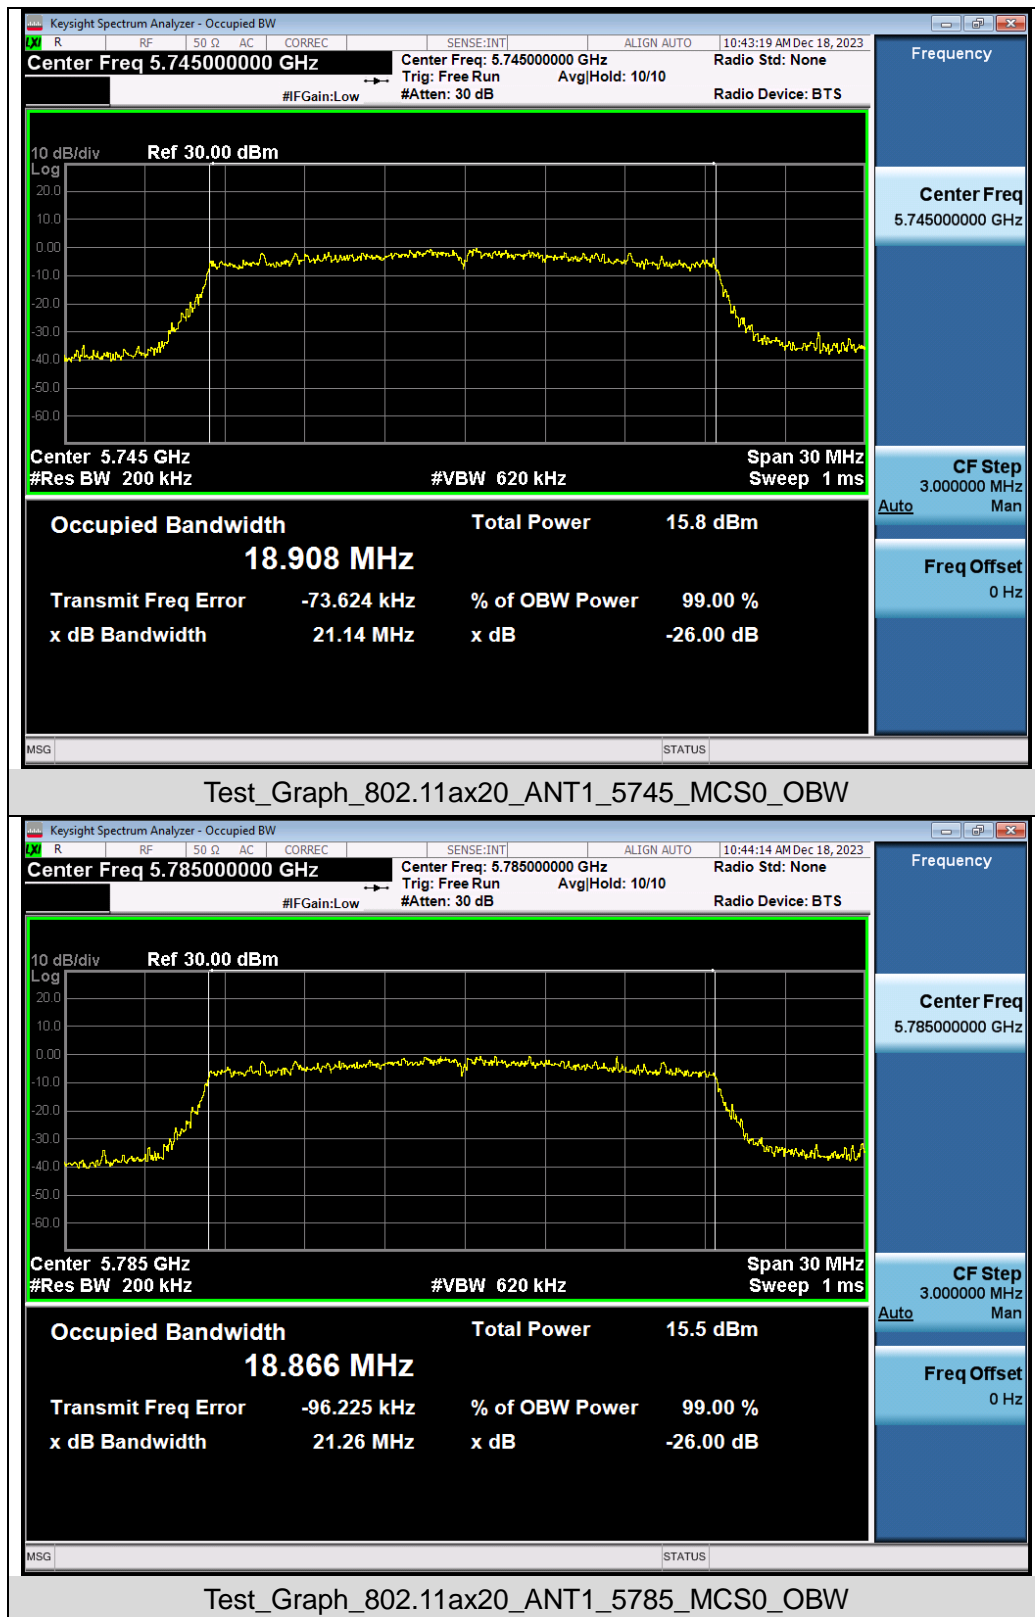 Keysight Spectrum Analyzer - Occupied BW
LXI R RF 50 Ω AC CORREC SENSE:INT ALIGN AUTO 10:43:19 AM Dec 18, 2023
Center Freq 5.745000000 GHz Center Freq: 5.745000000 GHz Radio Std: None
Trig: Free Run Avg|Hold: 10/10
#IFGain:Low #Atten: 30 dB Radio Device: BTS
10 dB/div Ref 30.00 dBm
Log
20.0
10.0
0.00
-10.0
-20.0
-30.0
-40.0
-50.0
-60.0
Center 5.745 GHz Span 30 MHz
#Res BW 200 kHz #VBW 620 kHz Sweep 1 ms
Occupied Bandwidth Total Power 15.8 dBm
18.908 MHz
Transmit Freq Error -73.624 kHz % of OBW Power 99.00 %
x dB Bandwidth 21.14 MHz x dB -26.00 dB
MSG STATUS
Frequency
Center Freq
5.745000000 GHz
CF Step
3.000000 MHz
Auto Man
Freq Offset
0 Hz
Test_Graph_802.11ax20_ANT1_5745_MCS0_OBW
Keysight Spectrum Analyzer - Occupied BW
LXI R RF 50 Ω AC CORREC SENSE:INT ALIGN AUTO 10:44:14 AM Dec 18, 2023
Center Freq 5.785000000 GHz Center Freq: 5.785000000 GHz Radio Std: None
Trig: Free Run Avg|Hold: 10/10
#IFGain:Low #Atten: 30 dB Radio Device: BTS
10 dB/div Ref 30.00 dBm
Log
20.0
10.0
0.00
-10.0
-20.0
-30.0
-40.0
-50.0
-60.0
Center 5.785 GHz Span 30 MHz
#Res BW 200 kHz #VBW 620 kHz Sweep 1 ms
Occupied Bandwidth Total Power 15.5 dBm
18.866 MHz
Transmit Freq Error -96.225 kHz % of OBW Power 99.00 %
x dB Bandwidth 21.26 MHz x dB -26.00 dB
MSG STATUS
Frequency
Center Freq
5.785000000 GHz
CF Step
3.000000 MHz
Auto Man
Freq Offset
0 Hz
Test_Graph_802.11ax20_ANT1_5785_MCS0_OBW